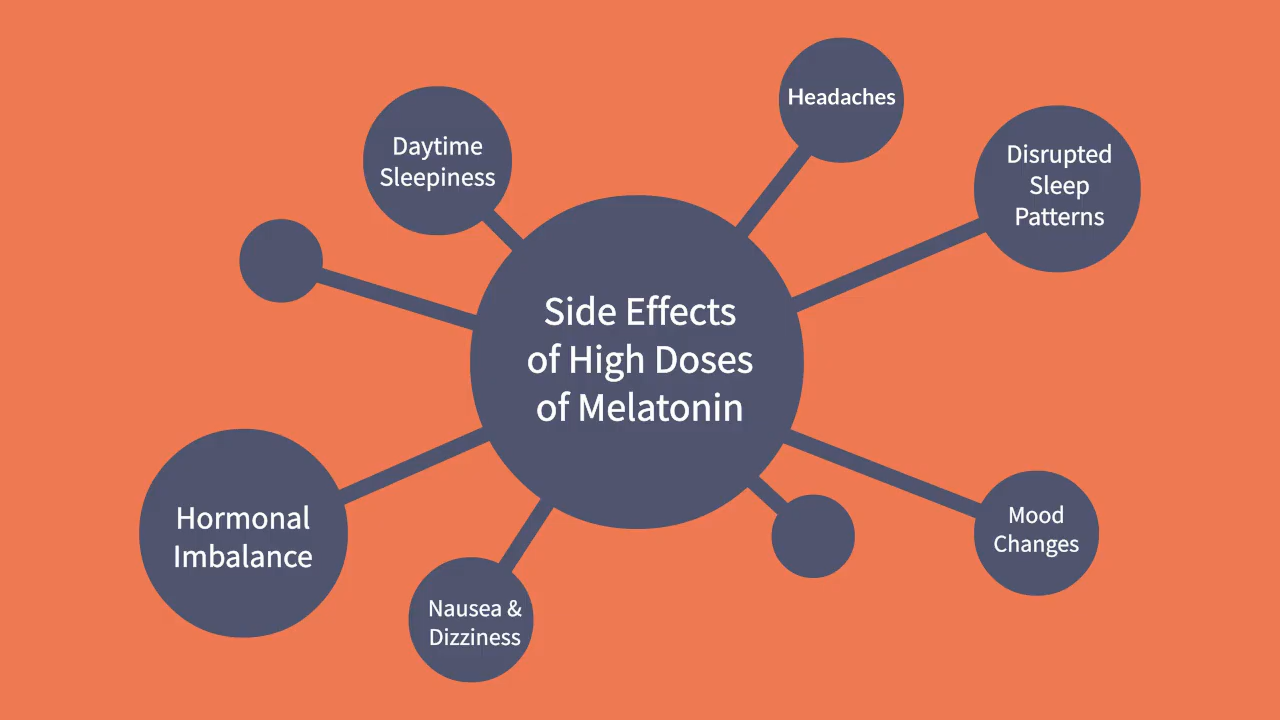 Headaches
Daytime
Sleepiness
Disrupted
Sleep
Patterns
Side Effects
of High Doses
of Melatonin
Hormonal
Imbalance
Mood
Changes
Nausea &
Dizziness